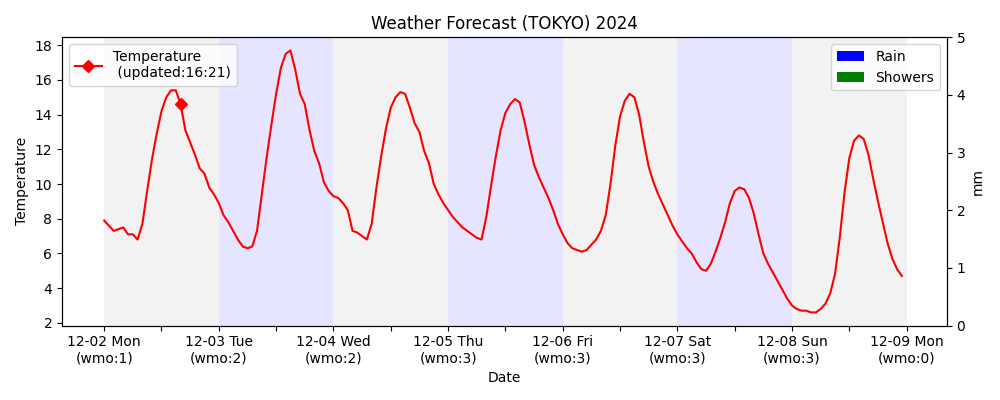 Weather Forecast (TOKYO) 2024
Temperature
(updated:16:21)
Rain
Showers
18
16
14
12
10
8
6
4
2
Temperature
5
4
3
2
1
0
mm
12-02 Mon 12-03 Tue 12-04 Wed 12-05 Thu 12-06 Fri 12-07 Sat 12-08 Sun 12-09 Mon
(wmo:1) (wmo:2) (wmo:2) (wmo:3) (wmo:3) (wmo:3) (wmo:3) (wmo:0)
Date